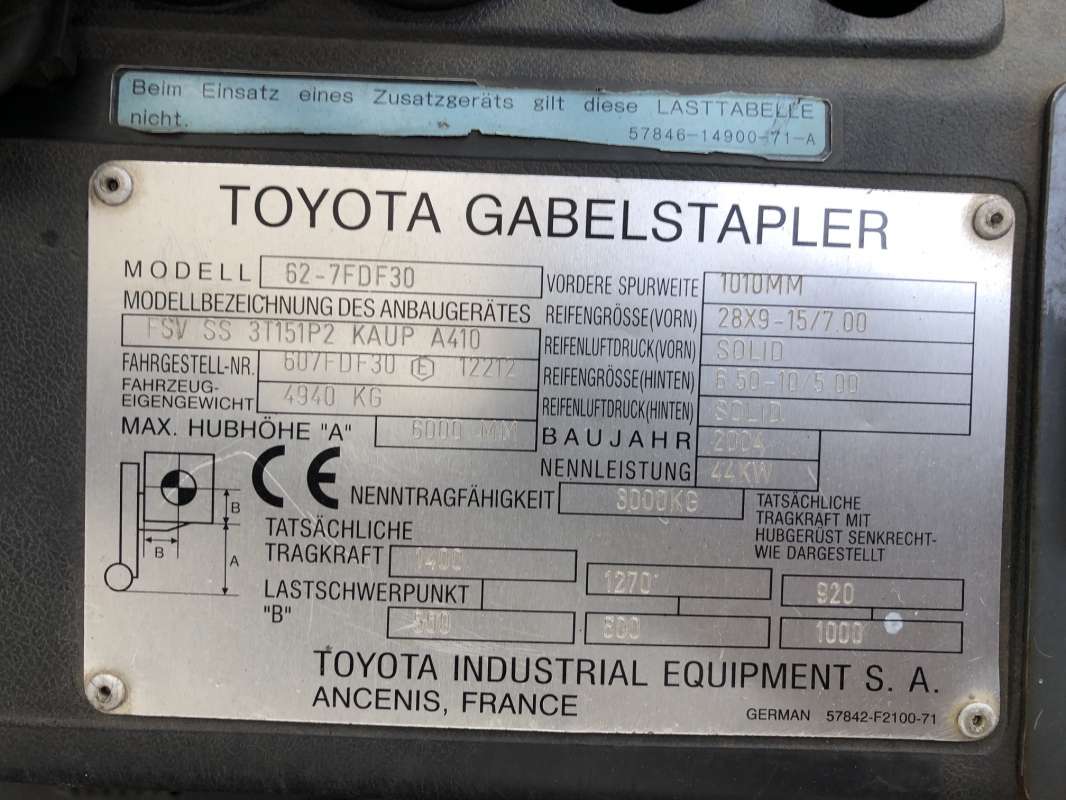 Beim Einsatz eines Zusatzgeräts gilt diese LASTTABELLE
nicht.
57846-14900-71-A
TOYOTA GABELSTAPLER
MODELL 62-7FDF30
MODELLBEZEICHNUNG DES ANBAUGERÄTES
FSV SS 3T151P2 KAUP A410
FAHRGESTELL-NR. 607FDF30 E 12212
FAHRZEUG-
EIGENGEWICHT 4940 KG
MAX. HUBHÖHE "A" 6000 MM
VORDERE SPURWEITE 1010MM
REIFENGRÖSSE(VORN) 28X9-15/7.00
REIFENLUFTDRUCK(VORN) SOLID
REIFENGRÖSSE(HINTEN) 6.50-10/5.00
REIFENLUFTDRUCK(HINTEN) SOLID
BAUJAHR 2004
NENNLEISTUNG 44KW
B
B
A
CE
NENNTRAGFÄHIGKEIT 3000KG
TATSÄCHLICHE
TRAGKRAFT MIT
HUBGERÜST SENKRECHT-
WIE DARGESTELLT
TATSÄCHLICHE
TRAGKRAFT 1400 1270 920
LASTSCHWERPUNKT
"B" 1000
TOYOTA INDUSTRIAL EQUIPMENT S. A.
ANCENIS, FRANCE
GERMAN 57842-F2100-71